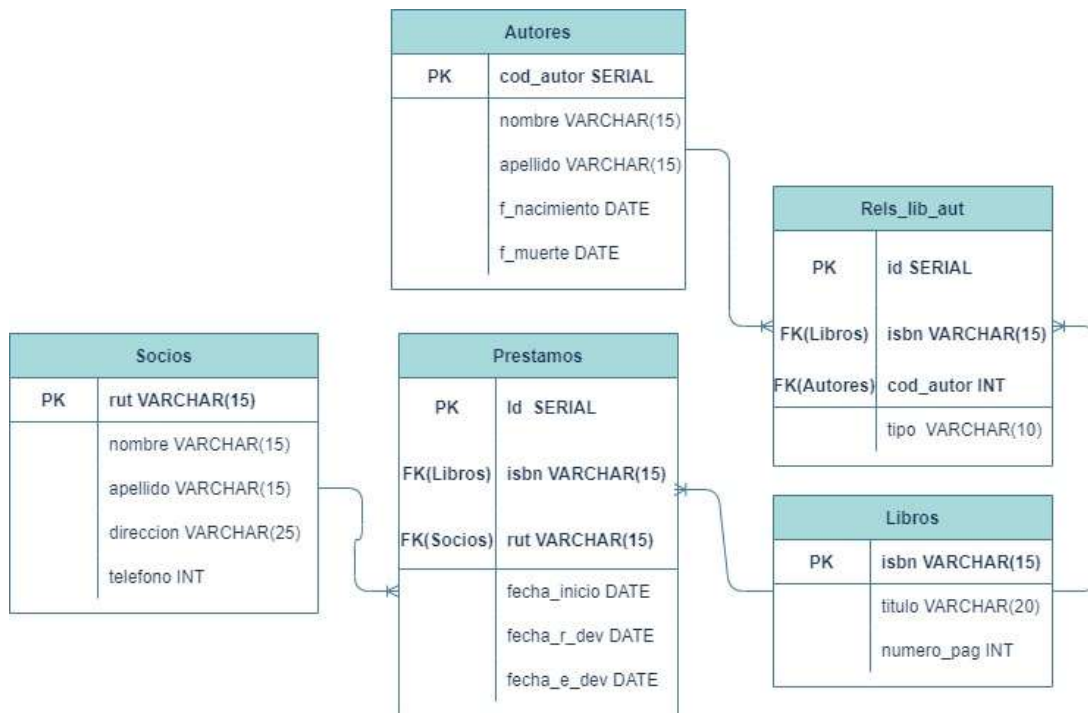 Autores
PK cod_autor SERIAL
nombre VARCHAR(15)
apellido VARCHAR(15)
f_nacimiento DATE
f_muerte DATE
Rels_lib_aut
PK id SERIAL
FK(Libros) isbn VARCHAR(15)
FK(Autores) cod_autor INT
tipo VARCHAR(10)
Socios
PK rut VARCHAR(15)
nombre VARCHAR(15)
apellido VARCHAR(15)
direccion VARCHAR(25)
telefono INT
Prestamos
PK Id SERIAL
FK(Libros) isbn VARCHAR(15)
FK(Socios) rut VARCHAR(15)
fecha_inicio DATE
fecha_r_dev DATE
fecha_e_dev DATE
Libros
PK isbn VARCHAR(15)
titulo VARCHAR(20)
numero_pag INT